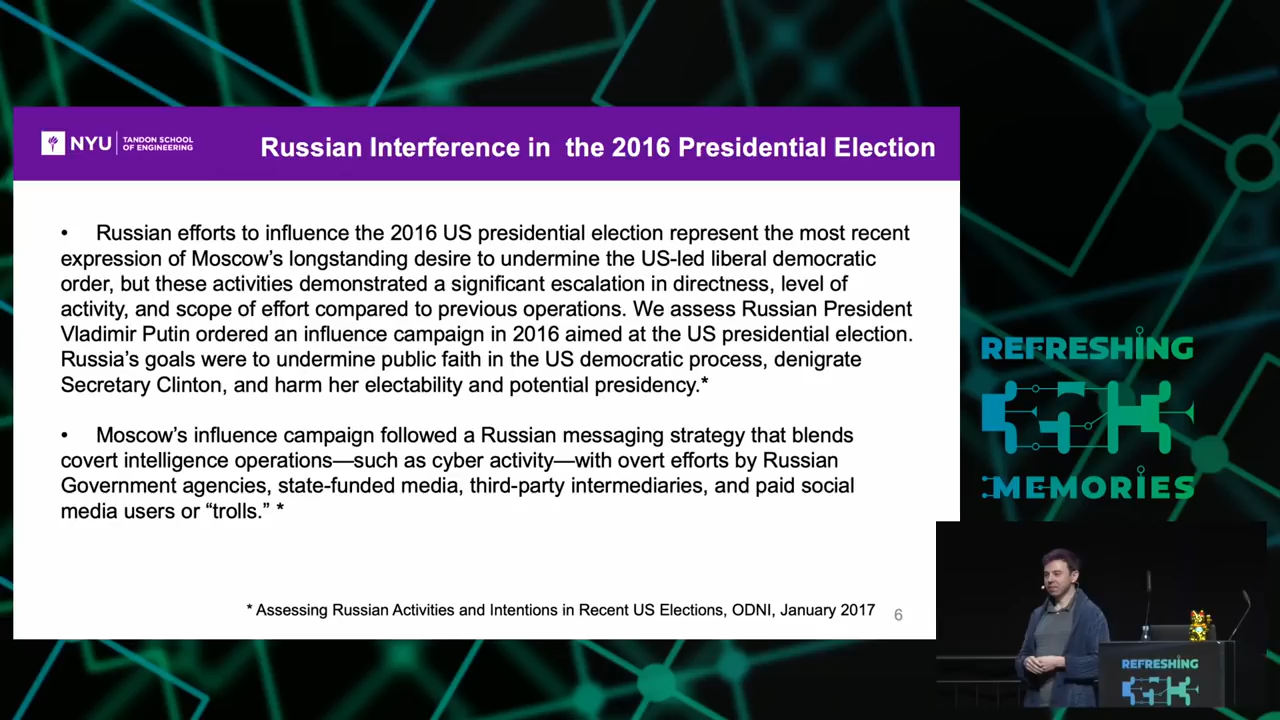 NYU TANDON SCHOOL
OF ENGINEERING
Russian Interference in the 2016 Presidential Election
• Russian efforts to influence the 2016 US presidential election represent the most recent
expression of Moscow’s longstanding desire to undermine the US-led liberal democratic
order, but these activities demonstrated a significant escalation in directness, level of
activity, and scope of effort compared to previous operations. We assess Russian President
Vladimir Putin ordered an influence campaign in 2016 aimed at the US presidential election.
Russia’s goals were to undermine public faith in the US democratic process, denigrate
Secretary Clinton, and harm her electability and potential presidency.*
• Moscow’s influence campaign followed a Russian messaging strategy that blends
covert intelligence operations—such as cyber activity—with overt efforts by Russian
Government agencies, state-funded media, third-party intermediaries, and paid social
media users or “trolls.” *
* Assessing Russian Activities and Intentions in Recent US Elections, ODNI, January 2017
6
REFRESHING
MEMORIES
REFRESHING